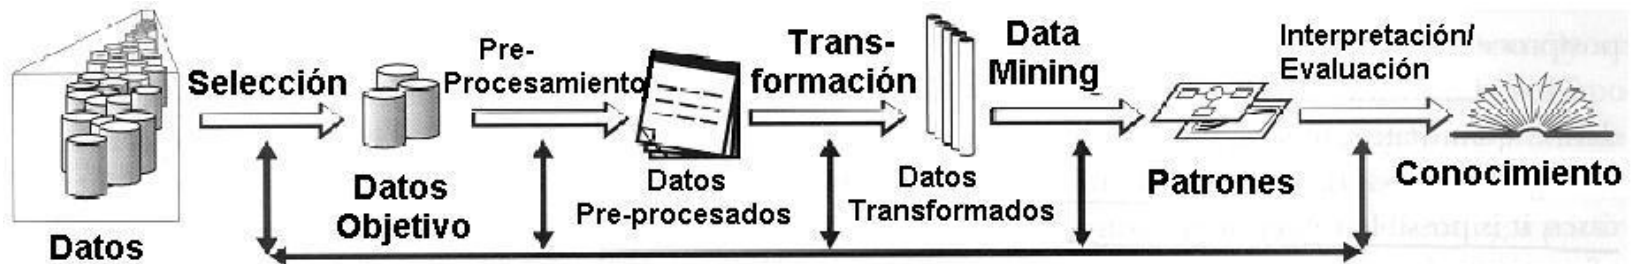 Datos
Selección
Datos
Objetivo
Pre-
Procesamiento
Datos
Pre-procesados
Trans-
formación
Datos
Transformados
Data
Mining
Patrones
Interpretación/
Evaluación
Conocimiento